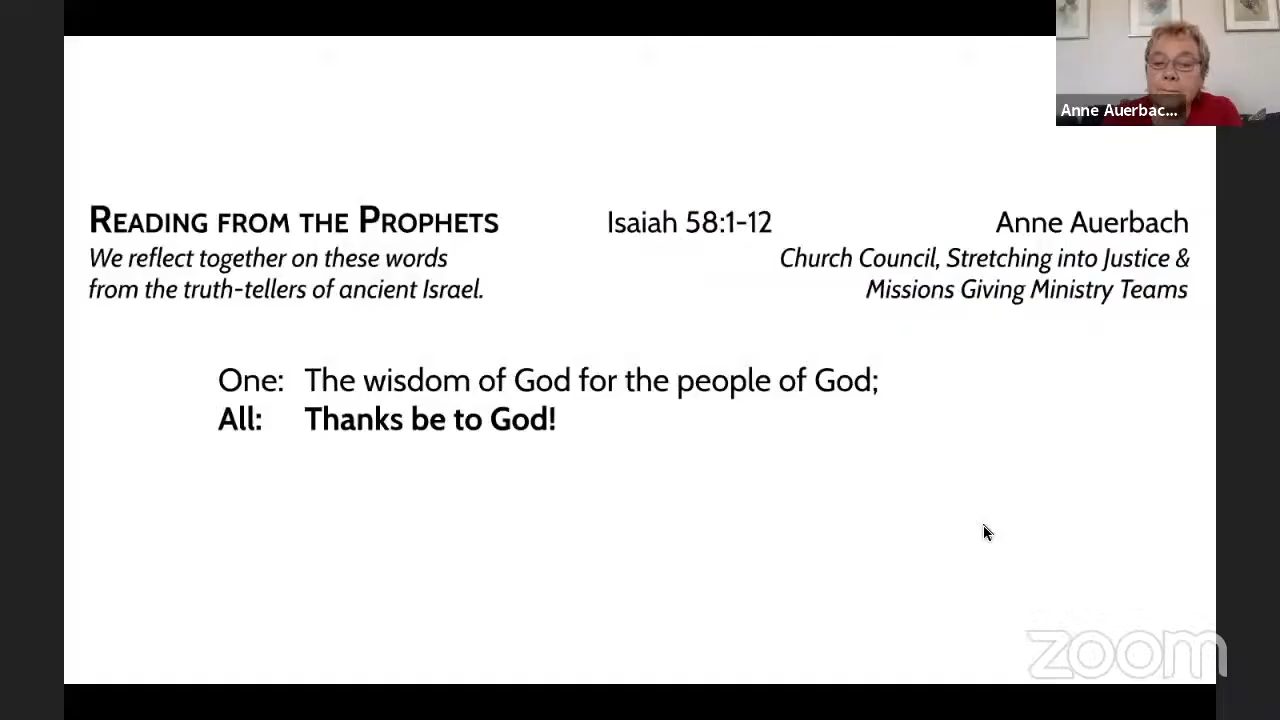 Anne Auerbac...
READING FROM THE PROPHETS Isaiah 58:1-12 Anne Auerbach
We reflect together on these words Church Council, Stretching into Justice &
from the truth-tellers of ancient Israel. Missions Giving Ministry Teams
One: The wisdom of God for the people of God;
All: Thanks be to God!
zoom